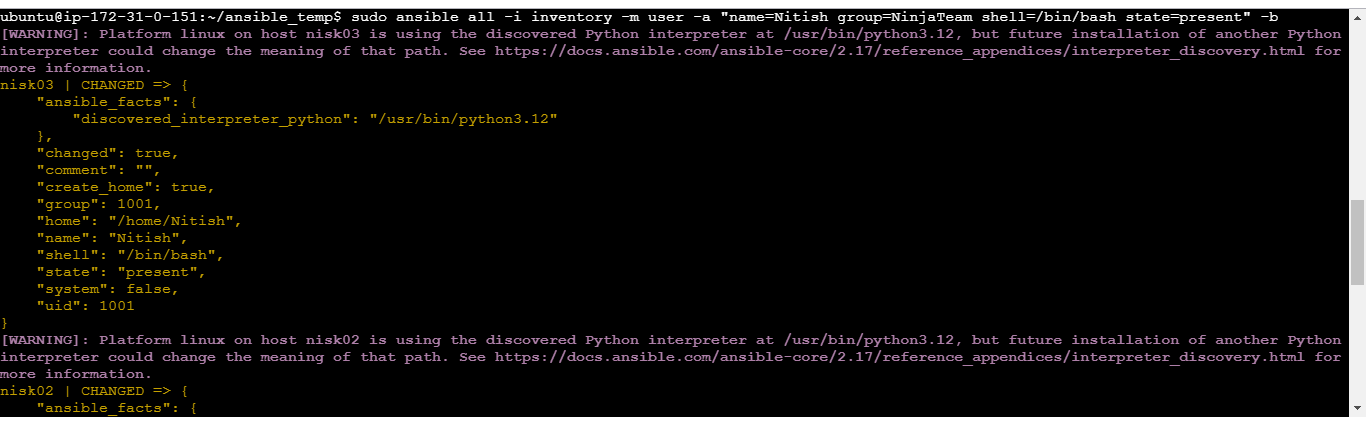 ubuntu@ip-172-31-0-151:~/ansible_temp$ sudo ansible all -i inventory -m user -a "name=Nitish group=NinjaTeam shell=/bin/bash state=present" -b
[WARNING]: Platform linux on host nisk03 is using the discovered Python interpreter at /usr/bin/python3.12, but future installation of another Python
interpreter could change the meaning of that path. See https://docs.ansible.com/ansible-core/2.17/reference_appendices/interpreter_discovery.html for
more information.
nisk03 | CHANGED => {
    "ansible_facts": {
        "discovered_interpreter_python": "/usr/bin/python3.12"
    },
    "changed": true,
    "comment": "",
    "create_home": true,
    "group": 1001,
    "home": "/home/Nitish",
    "name": "Nitish",
    "shell": "/bin/bash",
    "state": "present",
    "system": false,
    "uid": 1001
}
[WARNING]: Platform linux on host nisk02 is using the discovered Python interpreter at /usr/bin/python3.12, but future installation of another Python
interpreter could change the meaning of that path. See https://docs.ansible.com/ansible-core/2.17/reference_appendices/interpreter_discovery.html for
more information.
nisk02 | CHANGED => {
    "ansible_facts": {